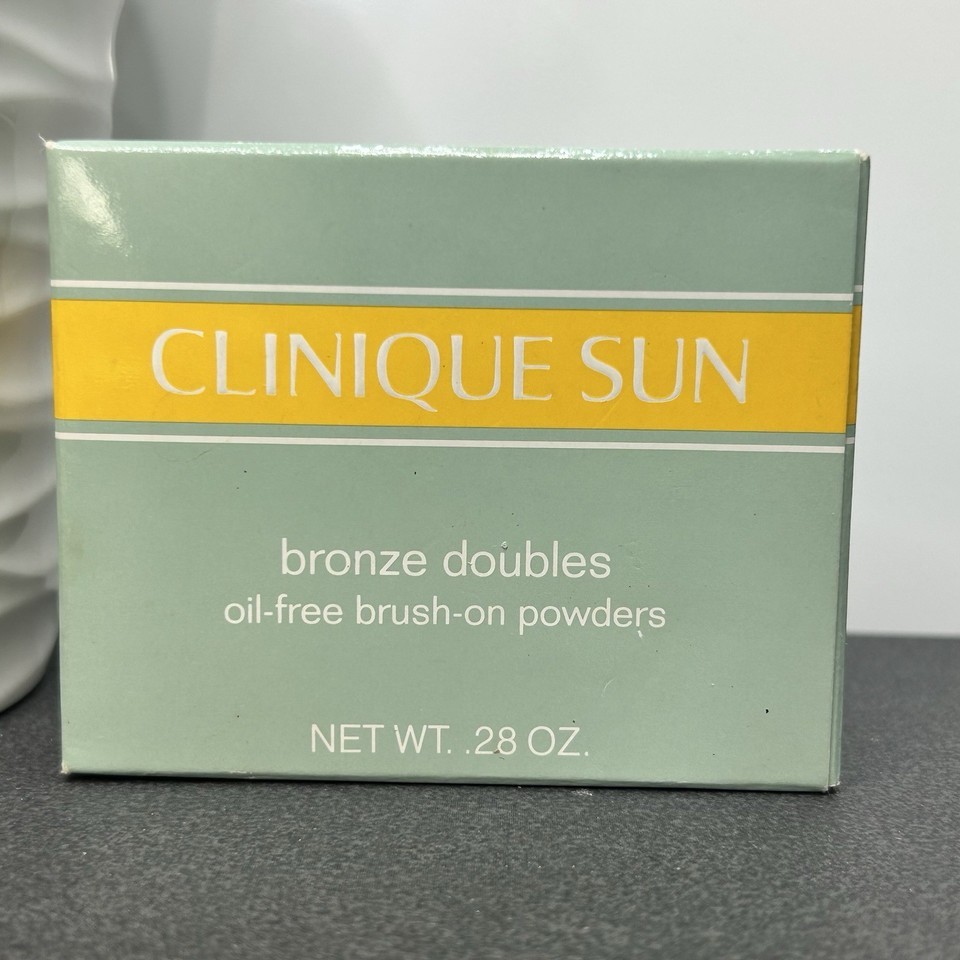 CLINIQUE SUN
bronze doubles
oil-free brush-on powders
NET WT. .28 OZ.